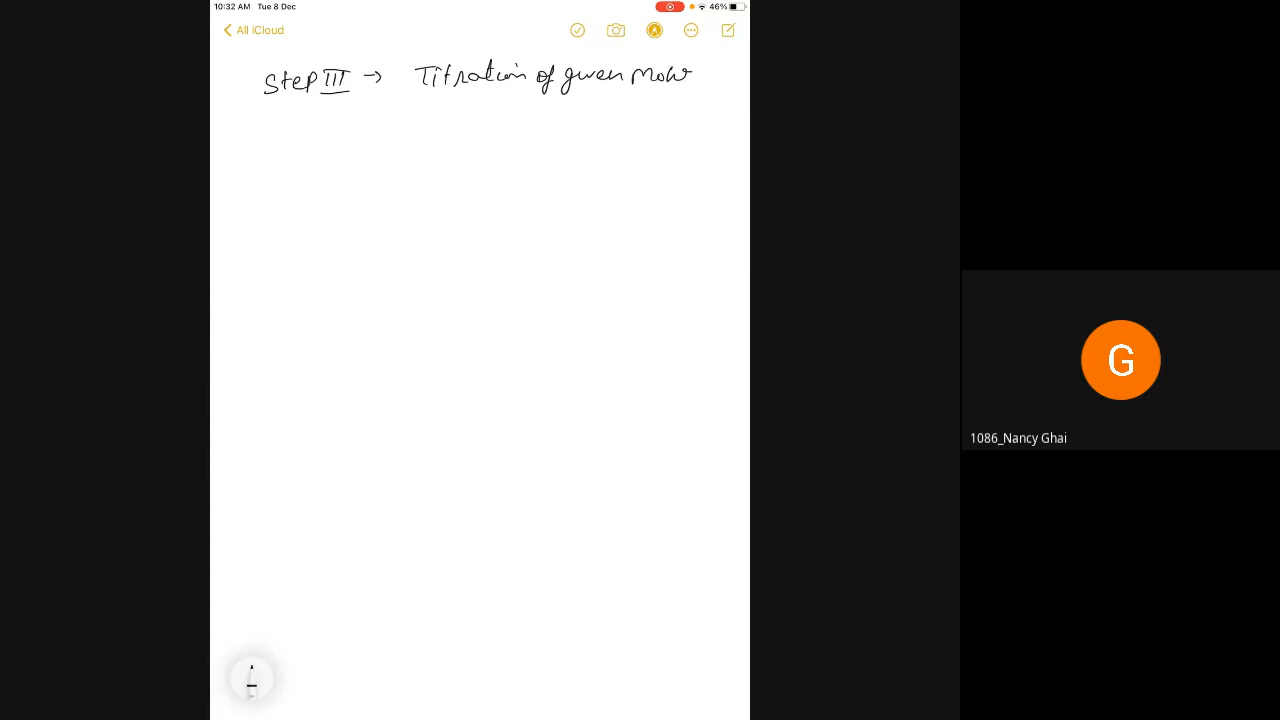 10:32 AM Tue 8 Dec 46%
All iCloud
Step III → Titration of given Mohr
G
1086_Nancy Ghai